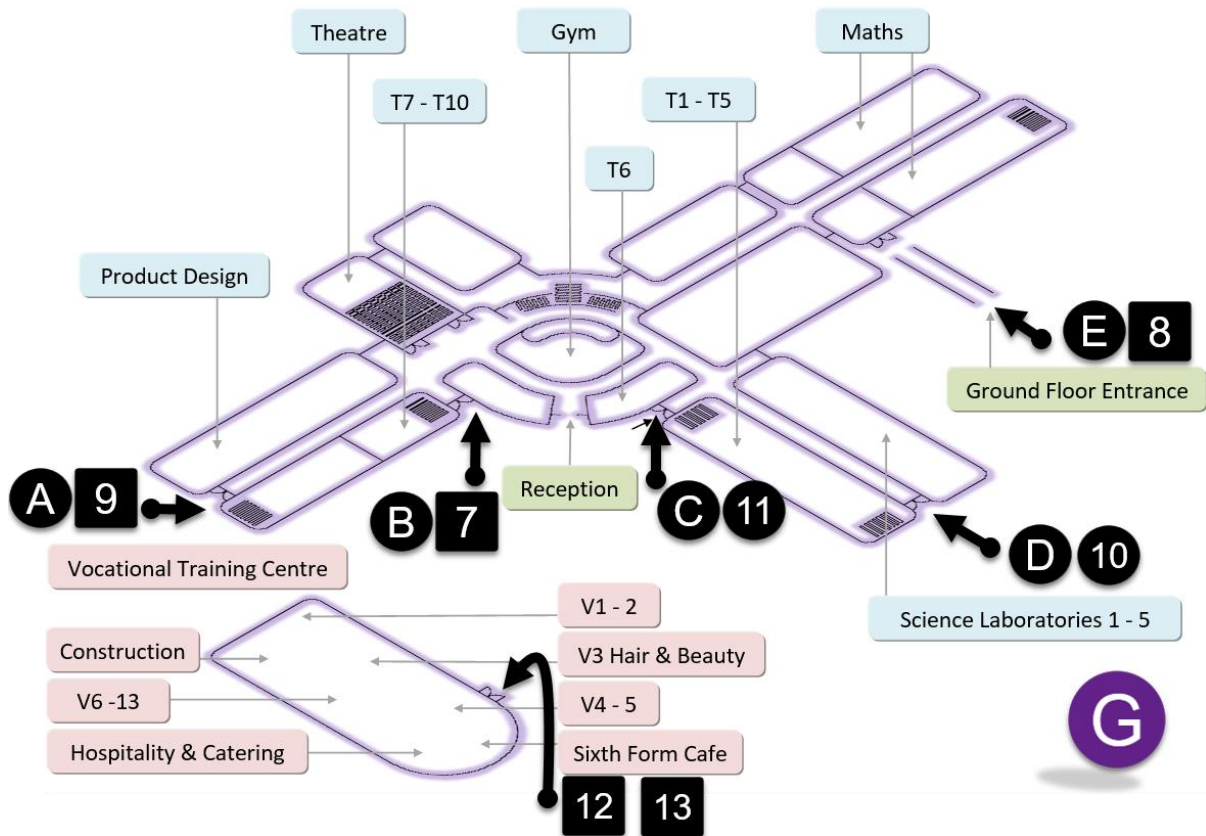 Theatre
Gym
Maths
T7 - T10
T1 - T5
T6
Product Design
E 8
Ground Floor Entrance
A 9
B 7
Reception
C 11
D 10
Vocational Training Centre
Science Laboratories 1 - 5
V1 - 2
Construction
V3 Hair & Beauty
V6 -13
V4 - 5
Hospitality & Catering
Sixth Form Cafe
12 13
G